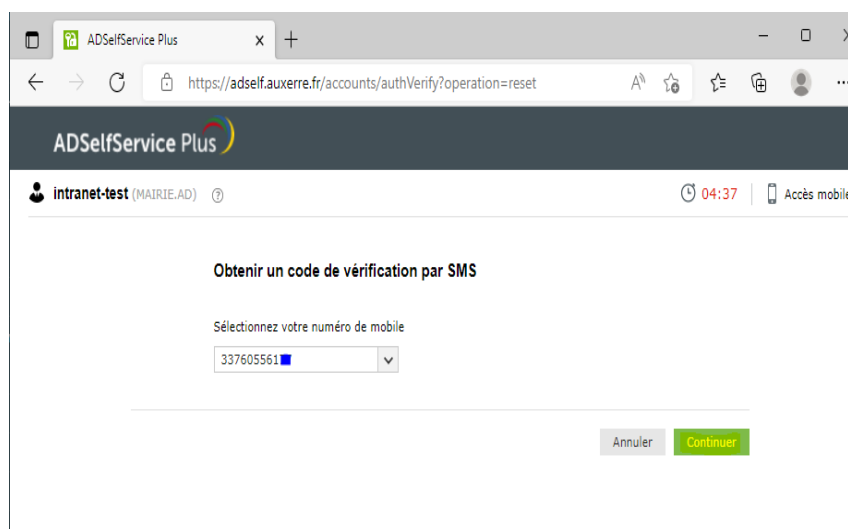 ADSelfService Plus
https://adself.auxerre.fr/accounts/authVerify?operation=reset
ADSelfService Plus
intranet-test (MAIRIE.AD)
04:37
Accès mobile
Obtenir un code de vérification par SMS
Sélectionnez votre numéro de mobile
337605561
Annuler
Continuer